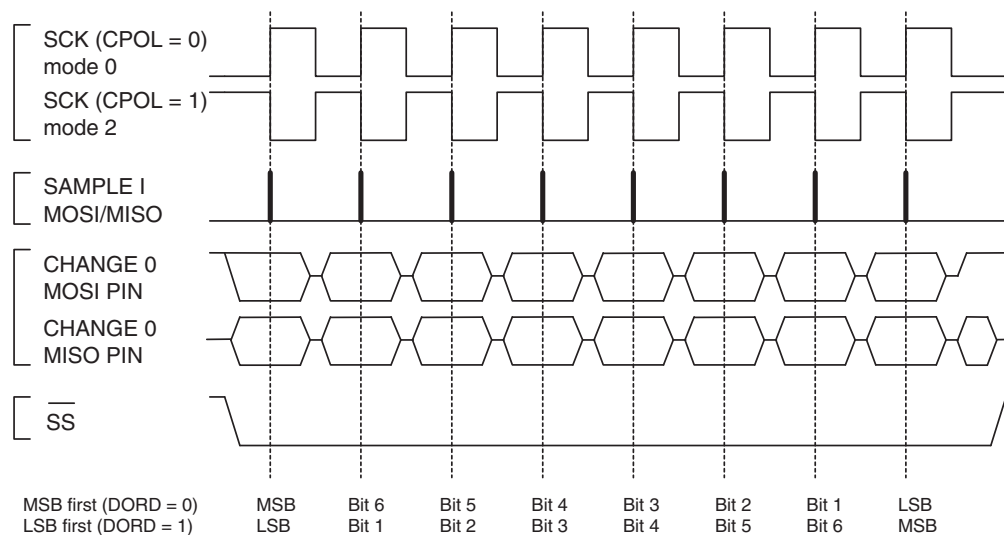 SCK (CPOL = 0)
mode 0
SCK (CPOL = 1)
mode 2
SAMPLE I
MOSI/MISO
CHANGE 0
MOSI PIN
CHANGE 0
MISO PIN
SS
MSB first (DORD = 0) MSB Bit 6 Bit 5 Bit 4 Bit 3 Bit 2 Bit 1 LSB
LSB first (DORD = 1) LSB Bit 1 Bit 2 Bit 3 Bit 4 Bit 5 Bit 6 MSB